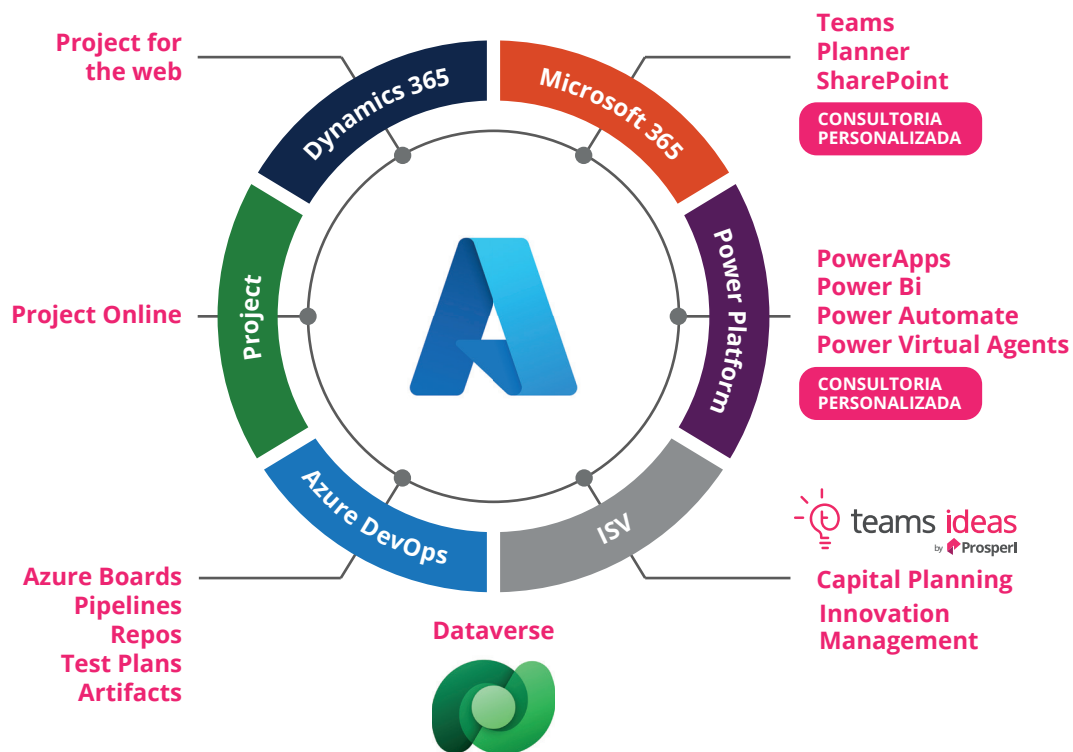 Project for
the web
Dynamics 365
Microsoft 365
Teams
Planner
SharePoint
CONSULTORIA
PERSONALIZADA
Project Online
Project
Power Platform
PowerApps
Power Bi
Power Automate
Power Virtual Agents
CONSULTORIA
PERSONALIZADA
Azure DevOps
ISV
teams ideas
by ProsperI
Capital Planning
Innovation
Management
Azure Boards
Pipelines
Repos
Test Plans
Artifacts
Dataverse